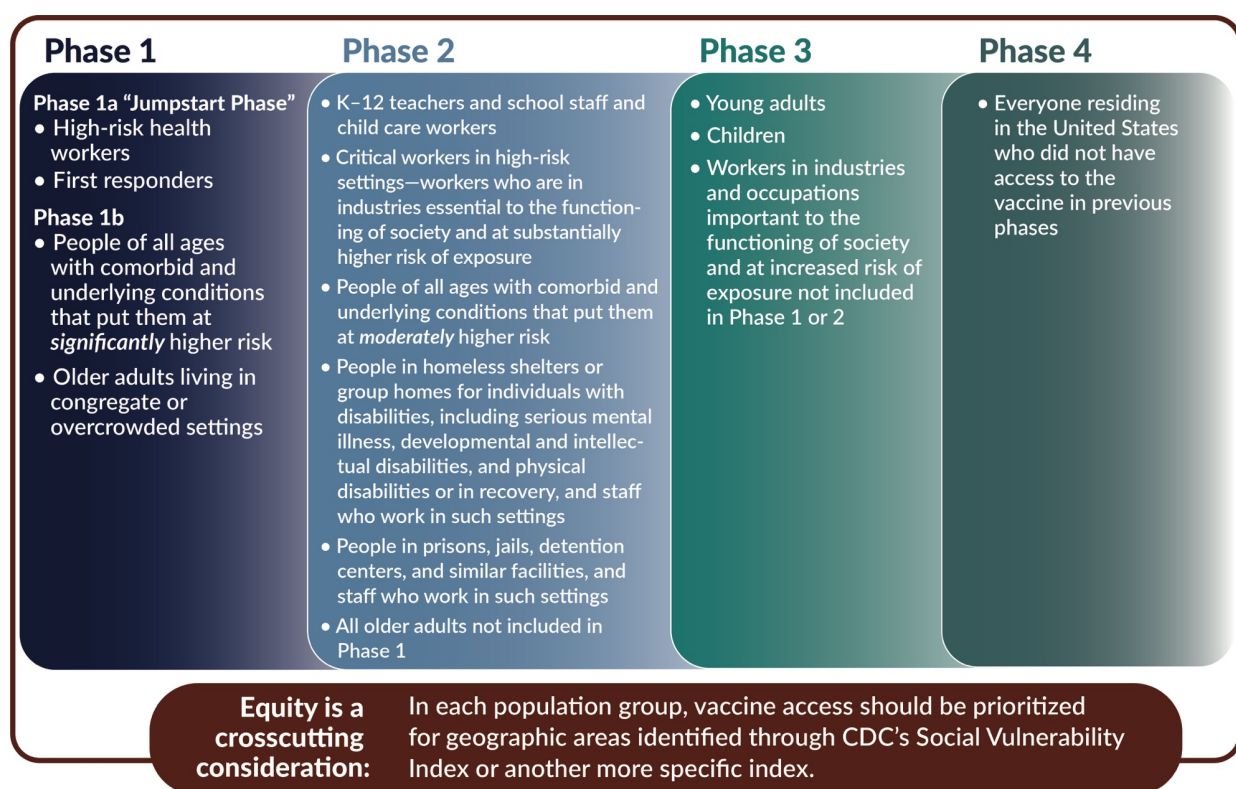 Phase 1
Phase 1a “Jumpstart Phase”
• High-risk health
workers
• First responders
Phase 1b
• People of all ages
with comorbid and
underlying conditions
that put them at
significantly higher risk
• Older adults living in
congregate or
overcrowded settings
Phase 2
• K–12 teachers and school staff and
child care workers
• Critical workers in high-risk
settings—workers who are in
industries essential to the function-
ing of society and at substantially
higher risk of exposure
• People of all ages with comorbid and
underlying conditions that put them
at moderately higher risk
• People in homeless shelters or
group homes for individuals with
disabilities, including serious mental
illness, developmental and intellec-
tual disabilities, and physical
disabilities or in recovery, and staff
who work in such settings
• People in prisons, jails, detention
centers, and similar facilities, and
staff who work in such settings
• All older adults not included in
Phase 1
Phase 3
• Young adults
• Children
• Workers in industries
and occupations
important to the
functioning of society
and at increased risk of
exposure not included
in Phase 1 or 2
Phase 4
• Everyone residing
in the United States
who did not have
access to the
vaccine in previous
phases
Equity is a
crosscutting
consideration:
In each population group, vaccine access should be prioritized
for geographic areas identified through CDC’s Social Vulnerability
Index or another more specific index.